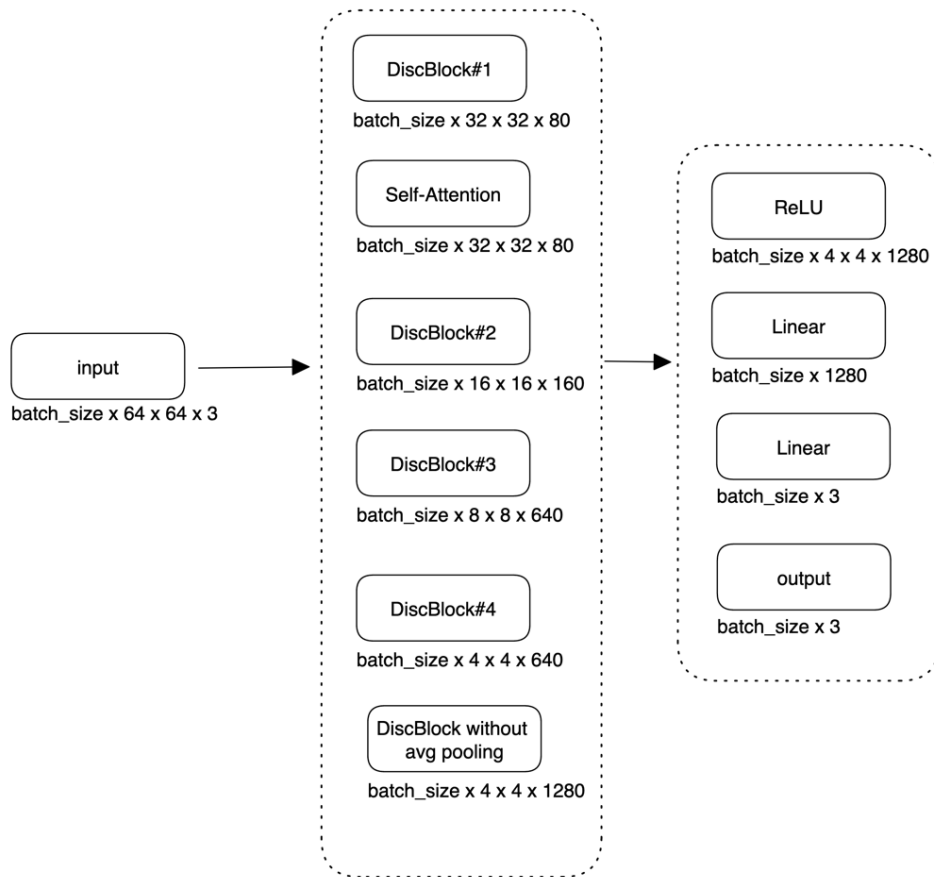 input
batch_size x 64 x 64 x 3
DiscBlock#1
batch_size x 32 x 32 x 80
Self-Attention
batch_size x 32 x 32 x 80
DiscBlock#2
batch_size x 16 x 16 x 160
DiscBlock#3
batch_size x 8 x 8 x 640
DiscBlock#4
batch_size x 4 x 4 x 640
DiscBlock without
avg pooling
batch_size x 4 x 4 x 1280
ReLU
batch_size x 4 x 4 x 1280
Linear
batch_size x 1280
Linear
batch_size x 3
output
batch_size x 3